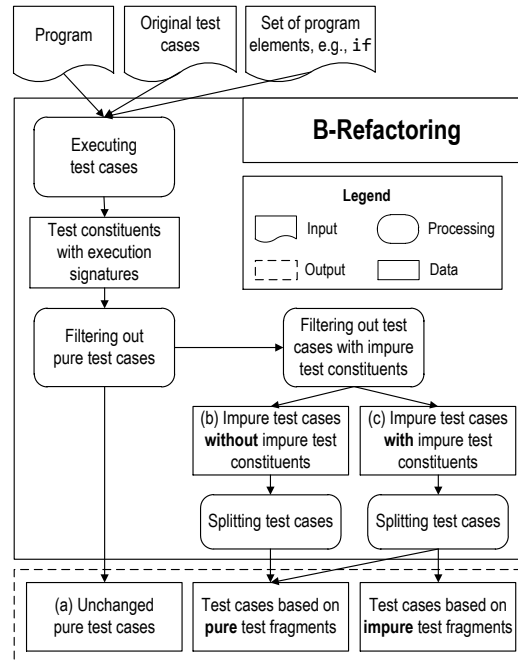 Program
Original test
cases
Set of program
elements, e.g., if
B-Refactoring
Executing
test cases
Legend
Input
Processing
Output
Data
Test constituents
with execution
signatures
Filtering out
pure test cases
Filtering out test
cases with impure
test constituents
(b) Impure test cases
without impure test
constituents
(c) Impure test cases
with impure test
constituents
Splitting test cases
Splitting test cases
(a) Unchanged
pure test cases
Test cases based on
pure test fragments
Test cases based on
impure test fragments